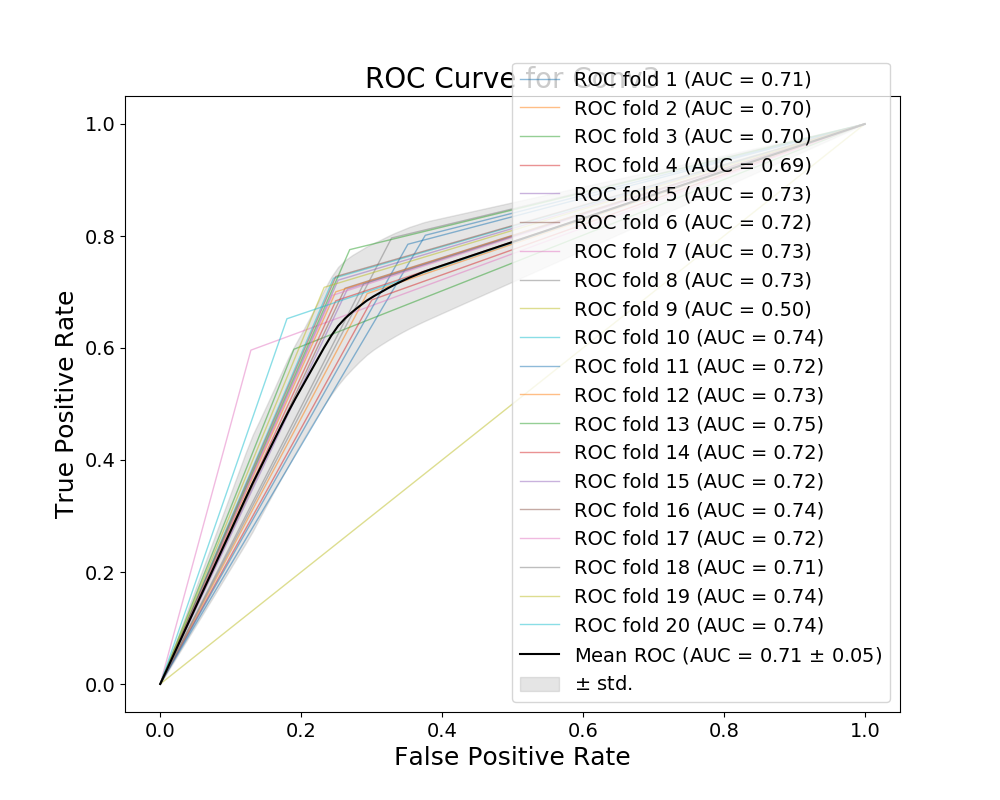 ROC Curve for Conv3
ROC fold 1 (AUC = 0.71)
ROC fold 2 (AUC = 0.70)
ROC fold 3 (AUC = 0.70)
ROC fold 4 (AUC = 0.69)
ROC fold 5 (AUC = 0.73)
ROC fold 6 (AUC = 0.72)
ROC fold 7 (AUC = 0.73)
ROC fold 8 (AUC = 0.73)
ROC fold 9 (AUC = 0.50)
ROC fold 10 (AUC = 0.74)
ROC fold 11 (AUC = 0.72)
ROC fold 12 (AUC = 0.73)
ROC fold 13 (AUC = 0.75)
ROC fold 14 (AUC = 0.72)
ROC fold 15 (AUC = 0.72)
ROC fold 16 (AUC = 0.74)
ROC fold 17 (AUC = 0.72)
ROC fold 18 (AUC = 0.71)
ROC fold 19 (AUC = 0.74)
ROC fold 20 (AUC = 0.74)
Mean ROC (AUC = 0.71 ± 0.05)
± std.
True Positive Rate
1.0
0.8
0.6
0.4
0.2
0.0
0.0 0.2 0.4 0.6 0.8 1.0
False Positive Rate